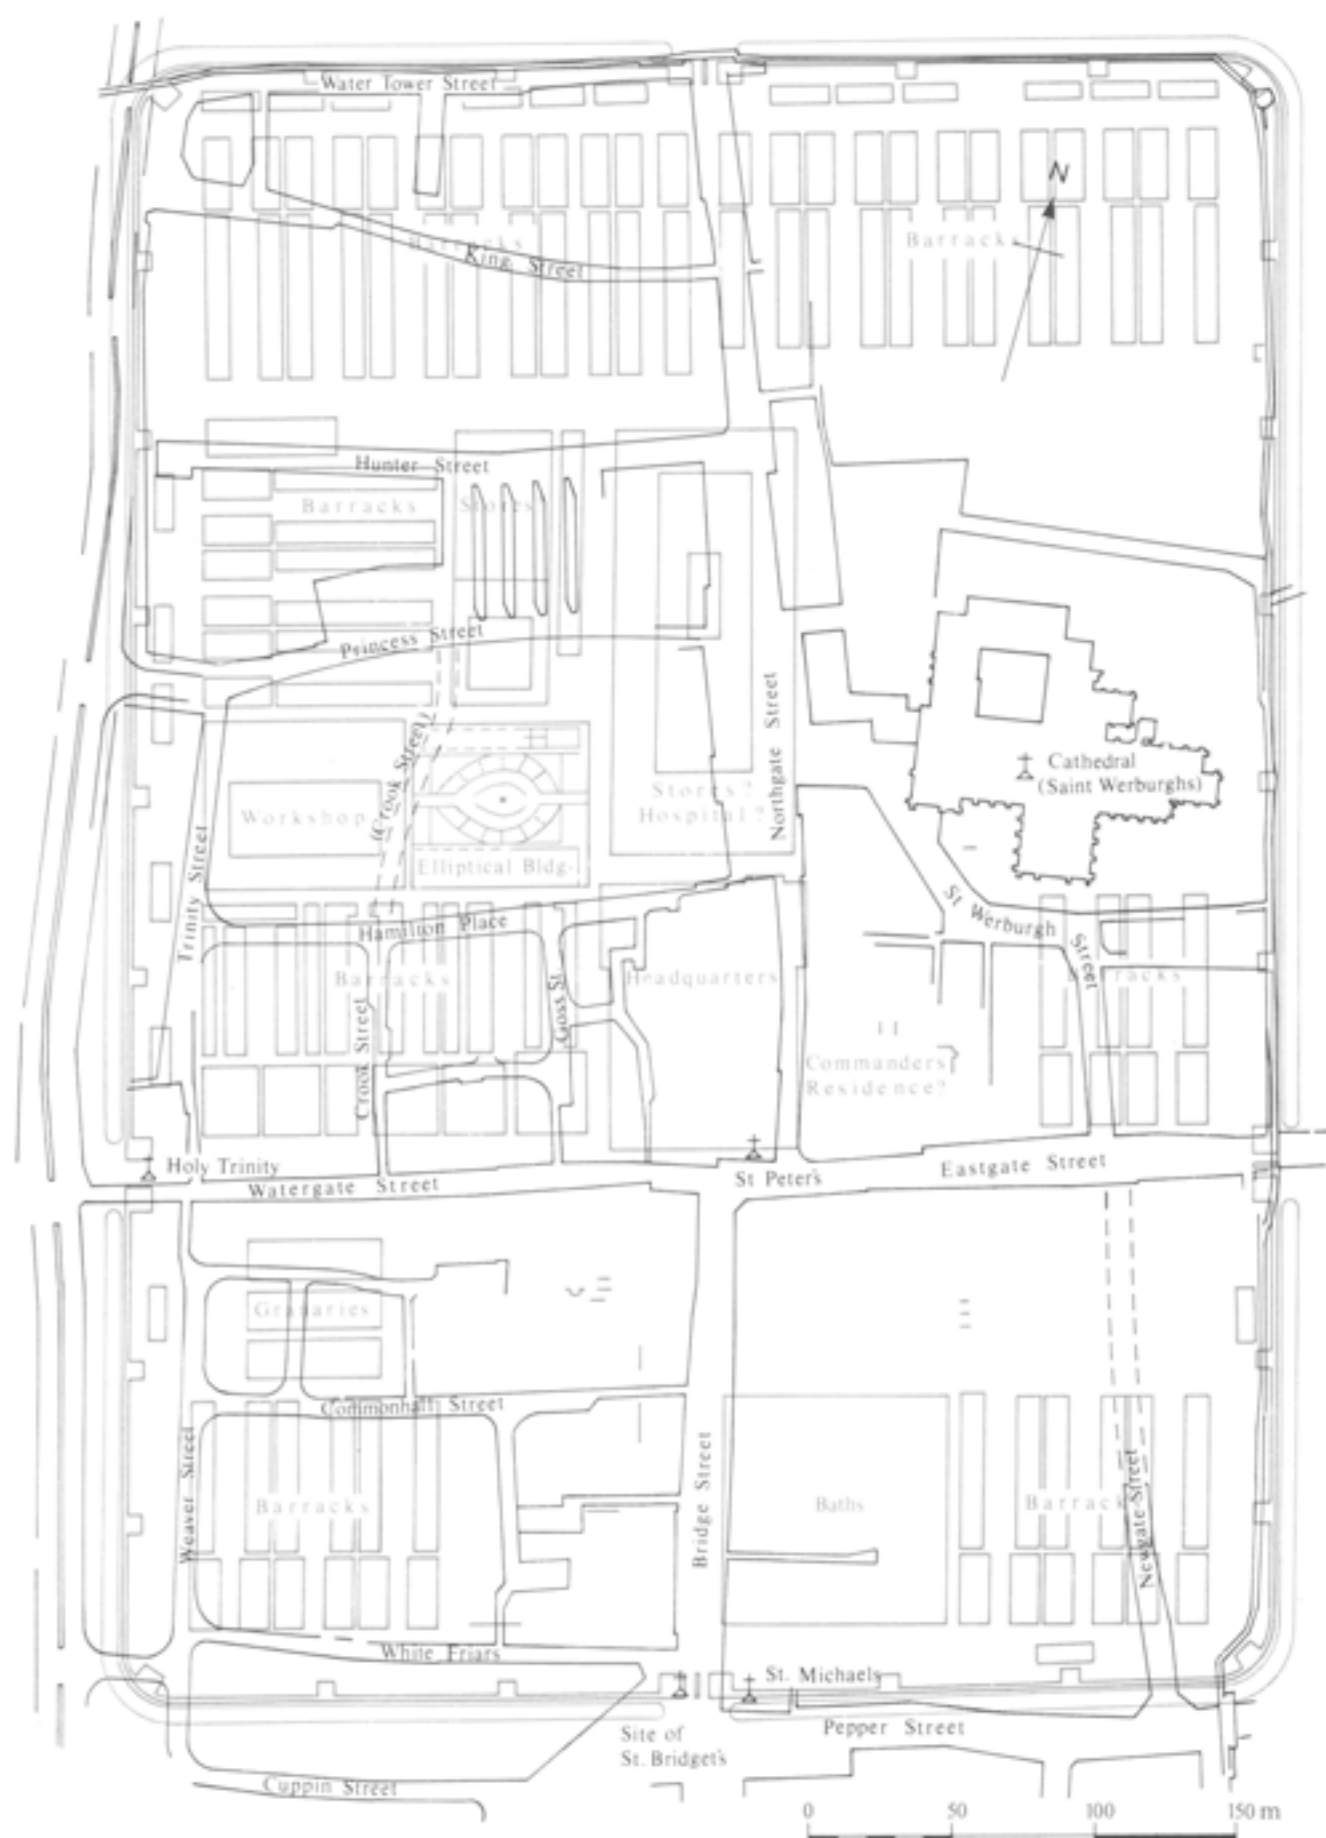 Water Tower Street
N
Barracks
King Street
Barracks
Hunter Street
Barracks
Stores?
Princess Street
Northgate Street
(Crook Street)
Cathedral
(Saint Werburghs)
Stores?
Hospital?
Workshop
Elliptical Bldg.
Trinity Street
St Werburgh Street
Hamilton Place
Barracks
Goss St.
Headquarters
Barracks
Crook Street
Commanders
Residence?
Holy Trinity
Watergate Street
St Peter's
Eastgate Street
Granaries
Commonhall Street
Weaver Street
Barracks
Bridge Street
Baths
Barracks
Newgate Street
White Friars
St. Michaels
Site of
St. Bridget's
Pepper Street
Cuppin Street
0 50 100 150 m